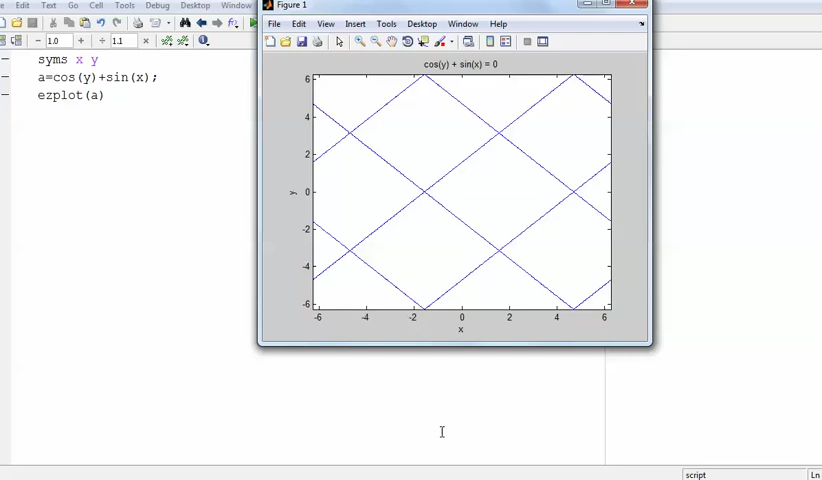 Figure 1
e Edit Text Go Cell Tools Debug Desktop Window
File Edit View Insert Tools Desktop Window Help
1.0
1.1
syms x y
a=cos(y)+sin(x);
ezplot(a)
cos(y) + sin(x) = 0
6
4
2
0
-2
-4
-6
y
-6 -4 -2 0 2 4 6
x
script
Ln